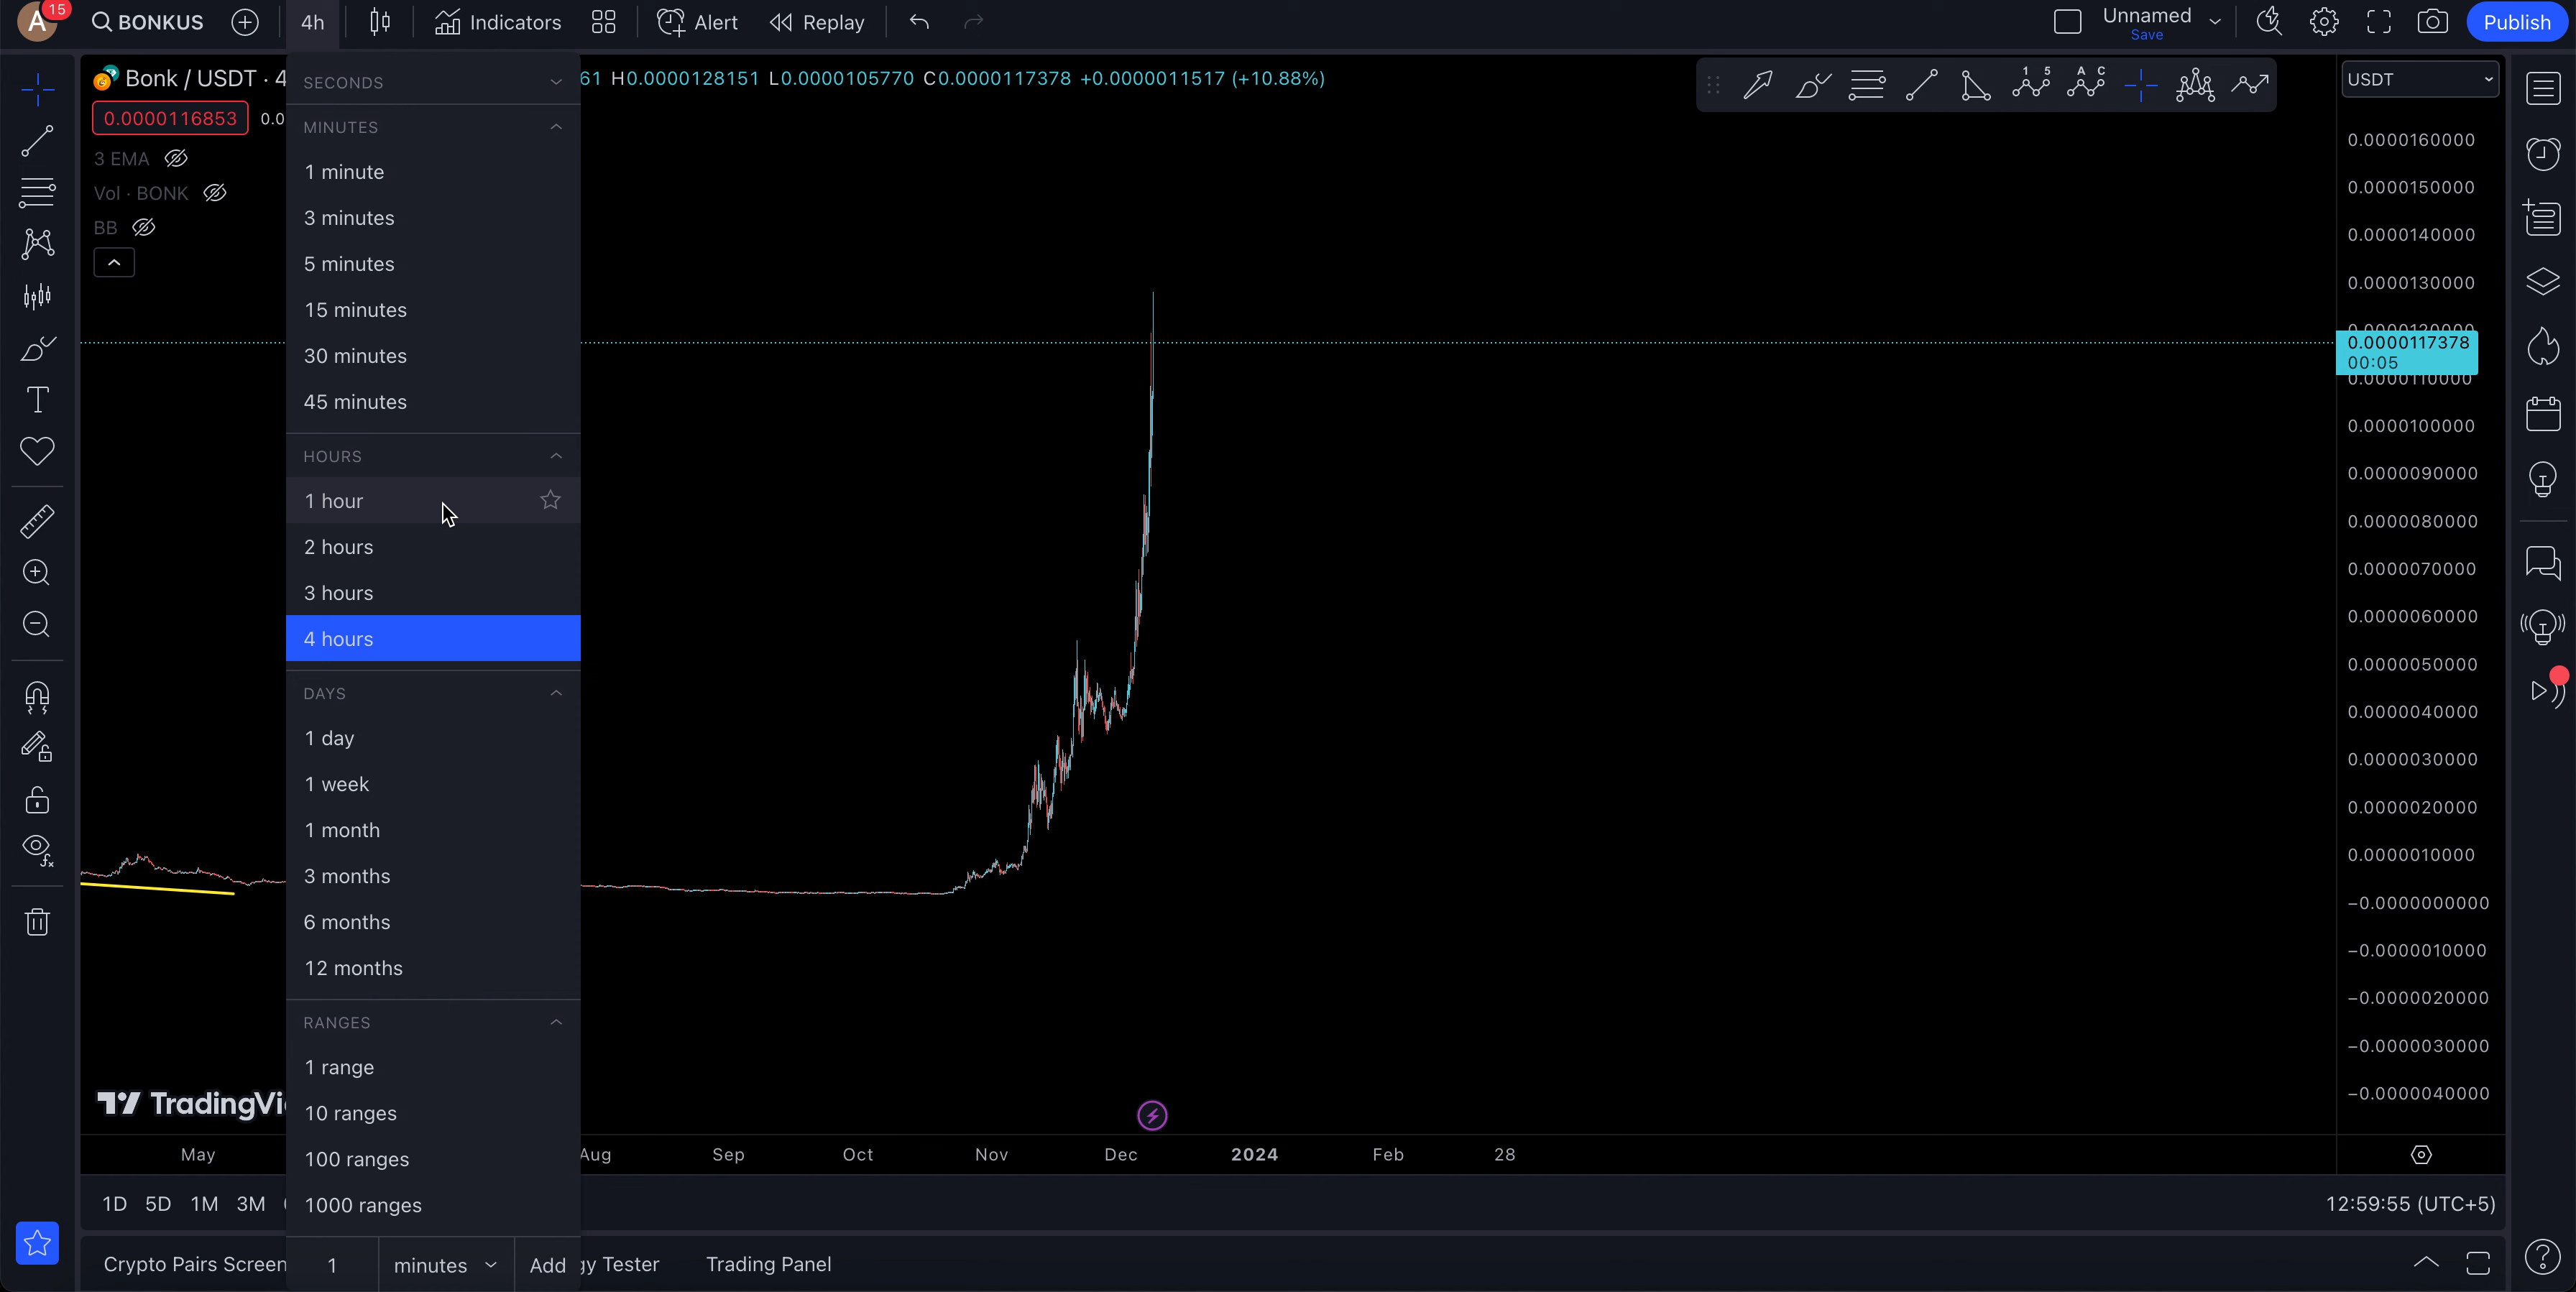 A 15 BONKUS 4h Indicators Alert Replay Unnamed Save Publish
Bonk / USDT · 4 61 H0.0000128151 L0.0000105770 C0.0000117378 +0.0000011517 (+10.88%)
0.0000116853 0.0
3 EMA
Vol · BONK
BB
SECONDS
MINUTES
1 minute
3 minutes
5 minutes
15 minutes
30 minutes
45 minutes
HOURS
1 hour
2 hours
3 hours
4 hours
DAYS
1 day
1 week
1 month
3 months
6 months
12 months
RANGES
1 range
10 ranges
100 ranges
1000 ranges
1 minutes Add
1 5
A C
USDT
0.0000160000
0.0000150000
0.0000140000
0.0000130000
0.0000120000
0.0000117378
00:05
0.0000110000
0.0000100000
0.0000090000
0.0000080000
0.0000070000
0.0000060000
0.0000050000
0.0000040000
0.0000030000
0.0000020000
0.0000010000
−0.0000000000
−0.0000010000
−0.0000020000
−0.0000030000
−0.0000040000
TradingVi
May Aug Sep Oct Nov Dec 2024 Feb 28
1D 5D 1M 3M 12:59:55 (UTC+5)
Crypto Pairs Screen gy Tester Trading Panel